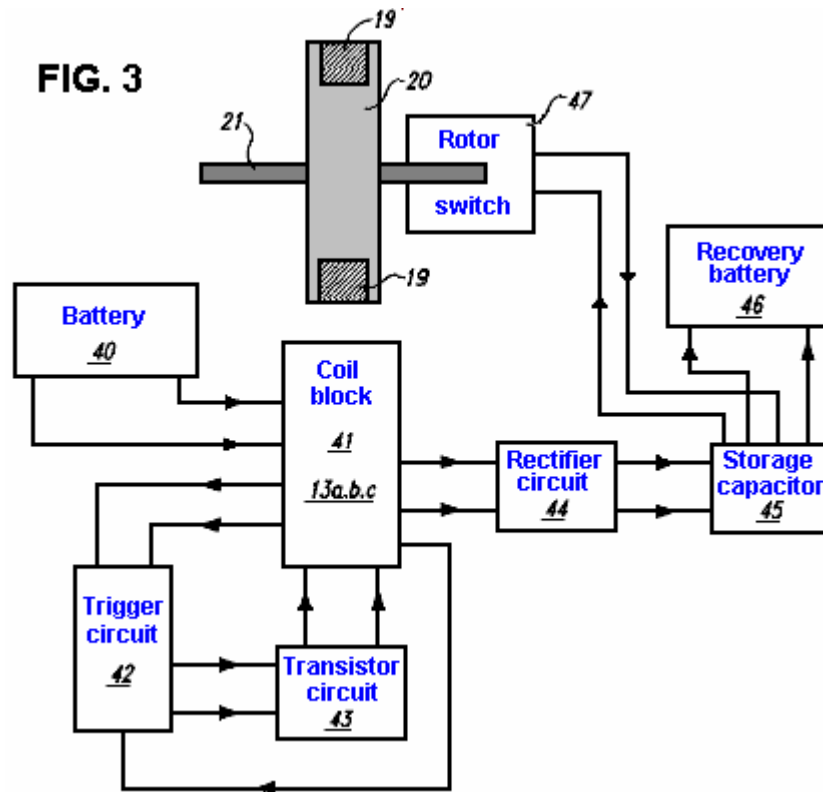 FIG. 3
19
20
21
47
Rotor
switch
19
Recovery
battery
46
Battery
40
Coil
block
41
13a.b.c
Rectifier
circuit
44
Storage
capacitor
45
Trigger
circuit
42
Transistor
circuit
43